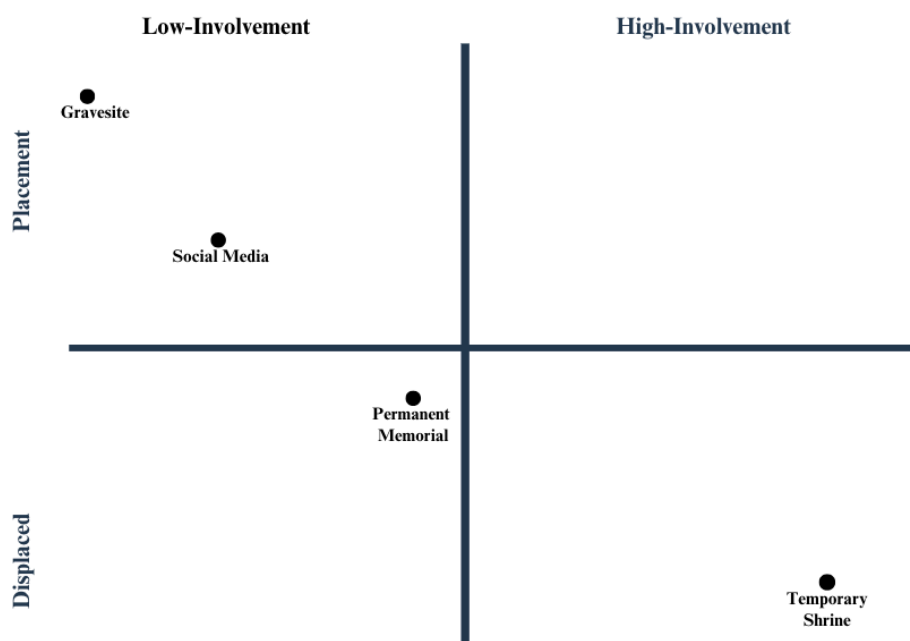 Low-Involvement
High-Involvement
Placement
Gravesite
Social Media
Permanent
Memorial
Displaced
Temporary
Shrine